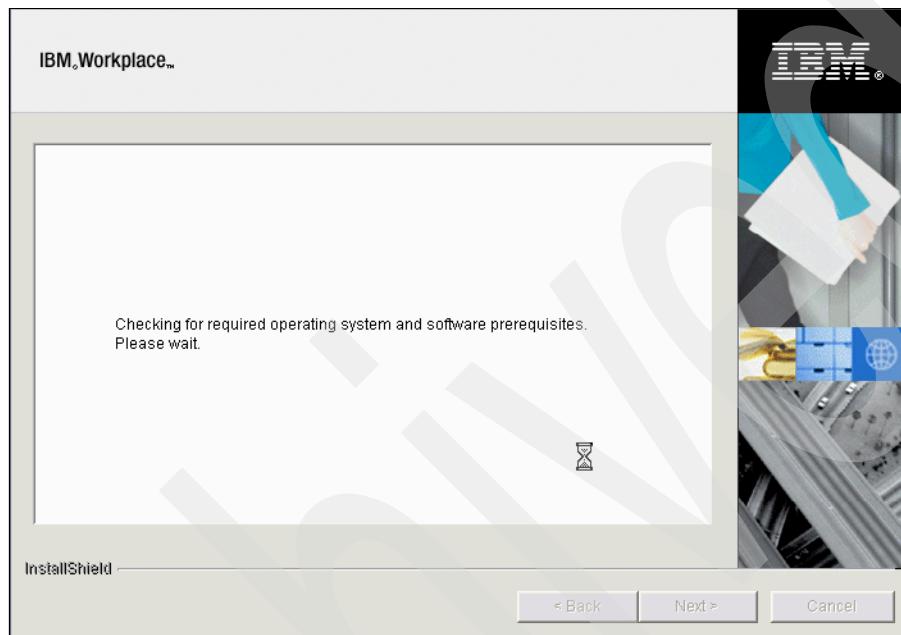 IBM Workplace™
IBM®
Checking for required operating system and software prerequisites.
Please wait.
InstallShield
< Back
Next >
Cancel